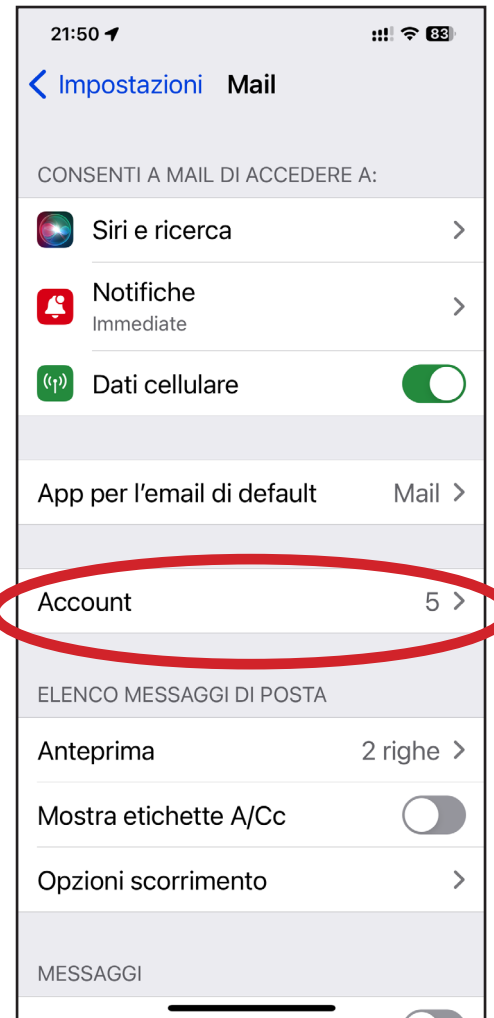 21:50
83
Impostazioni Mail
CONSENTI A MAIL DI ACCEDERE A:
Siri e ricerca
Notifiche
Immediate
Dati cellulare
App per l'email di default Mail
Account 5
ELENCO MESSAGGI DI POSTA
Anteprima 2 righe
Mostra etichette A/Cc
Opzioni scorrimento
MESSAGGI